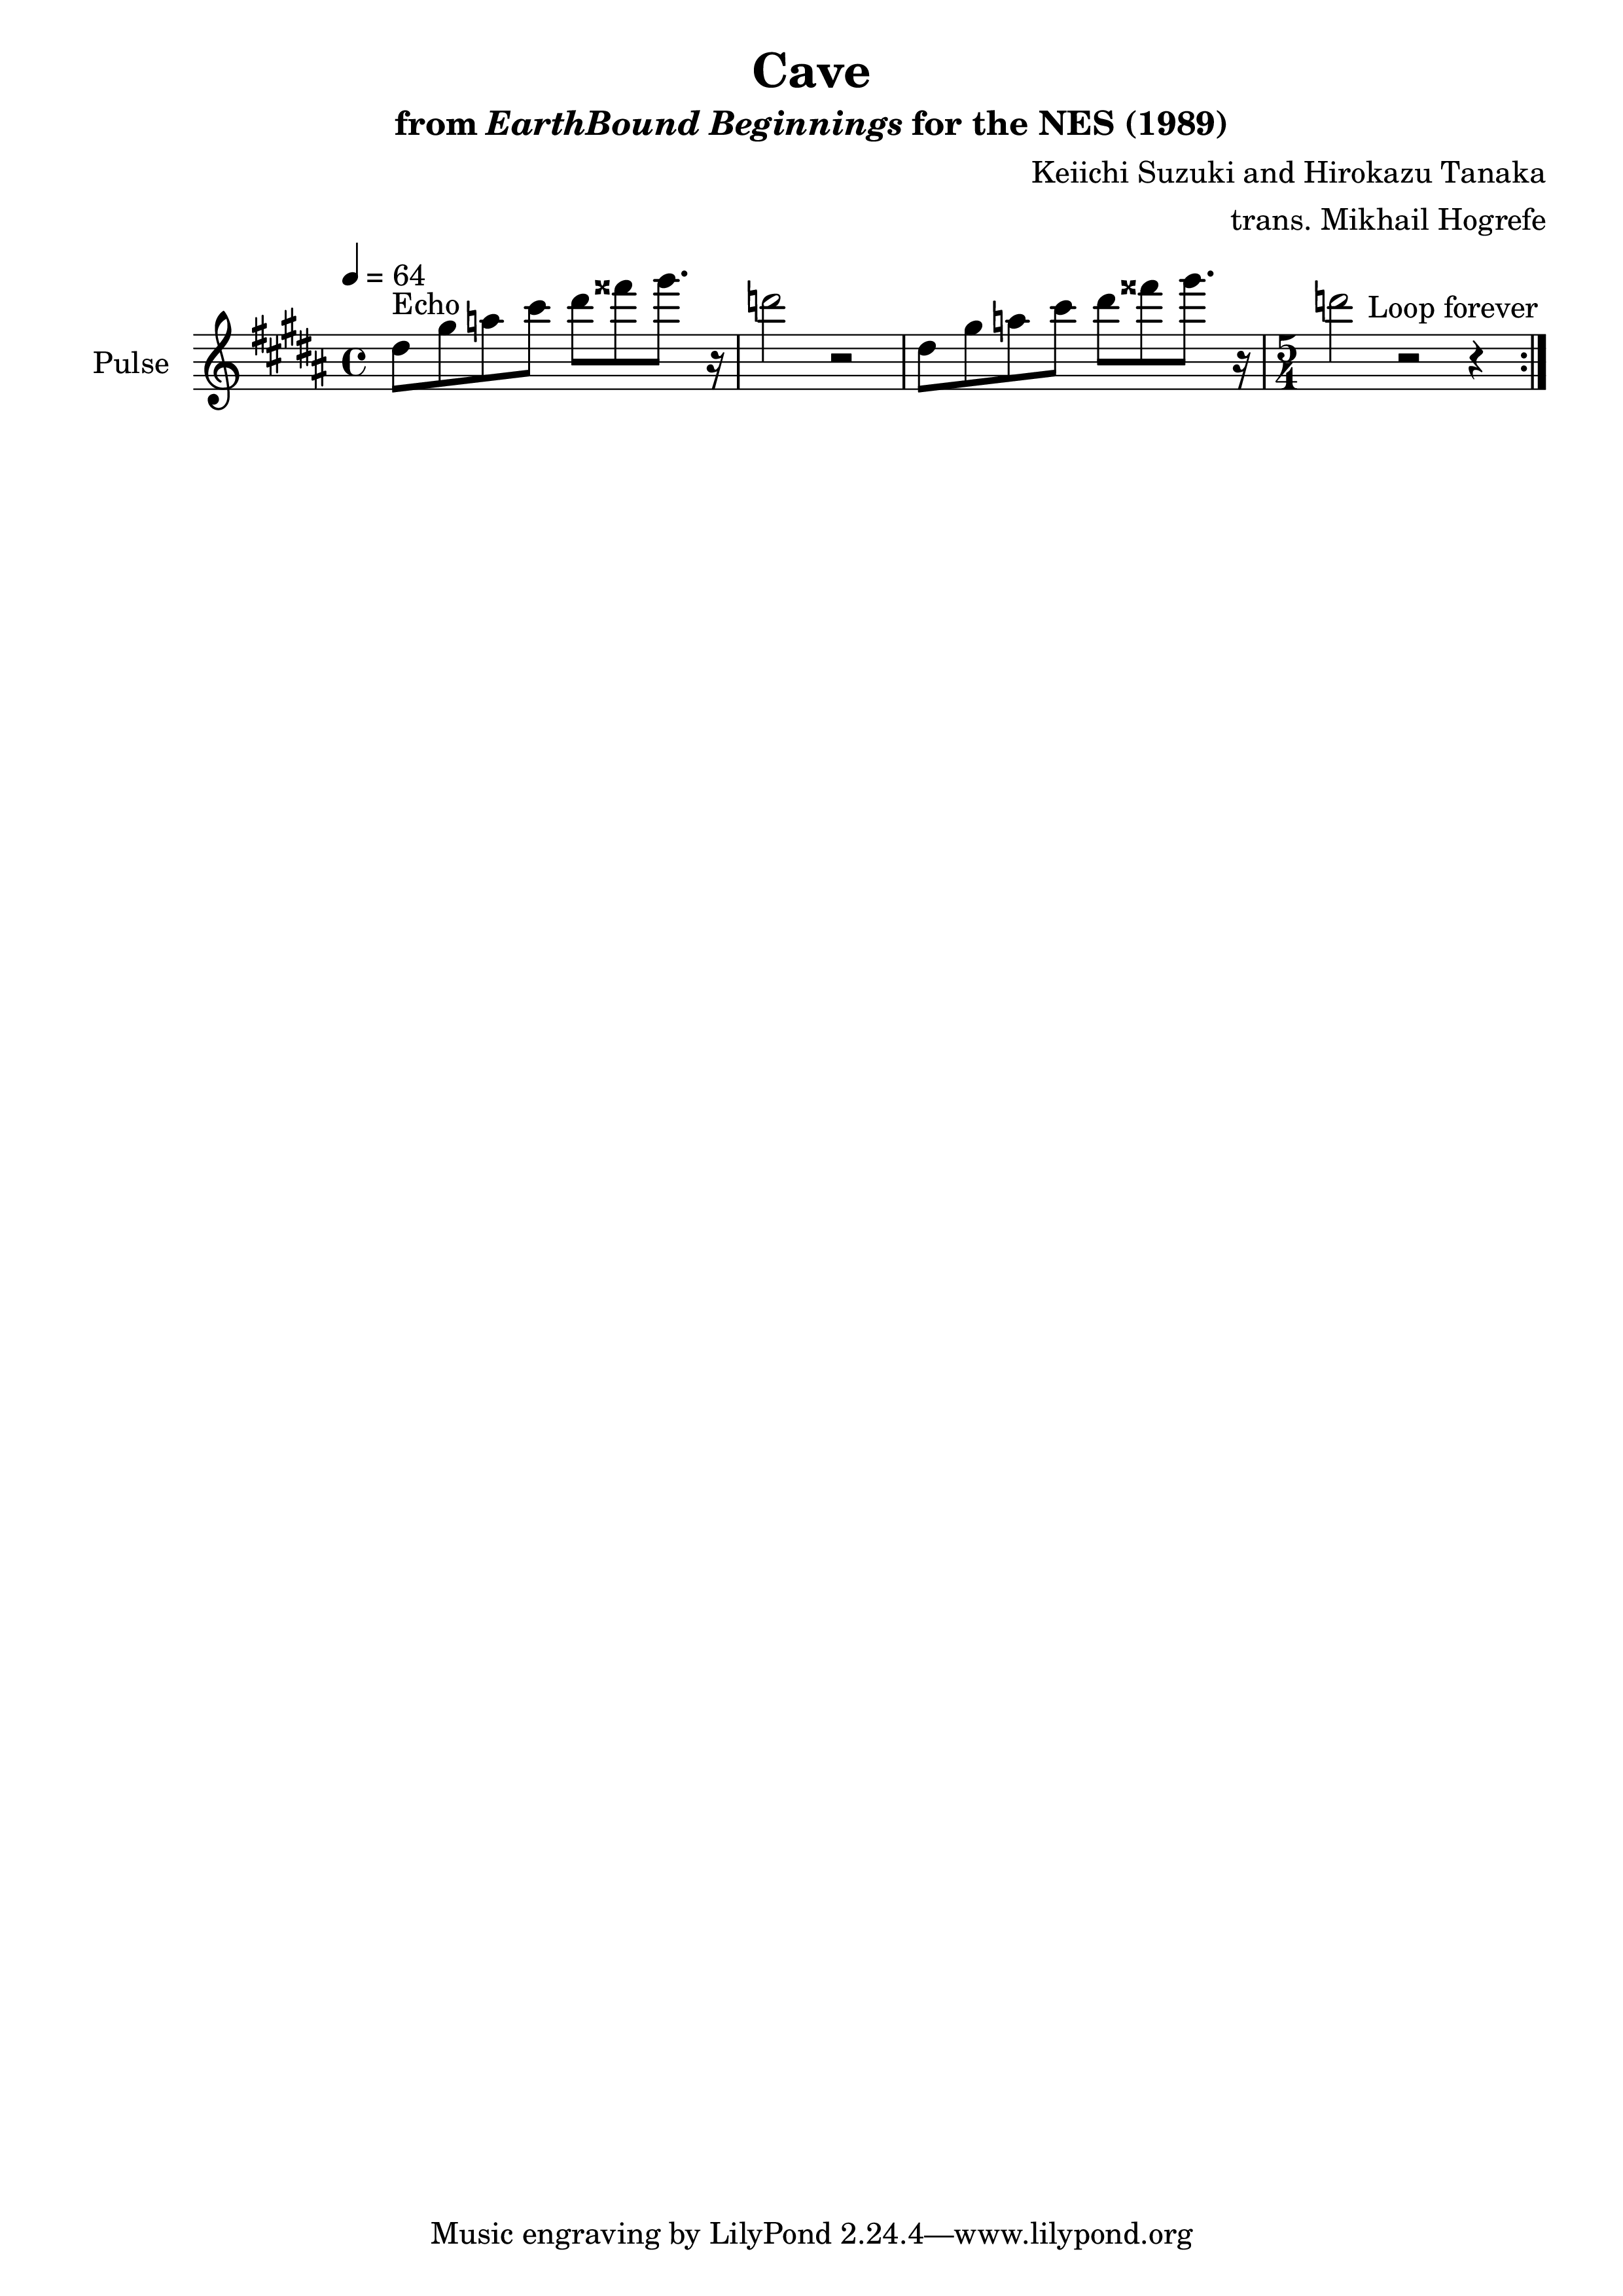 Cave
from EarthBound Beginnings for the NES (1989)
Keiichi Suzuki and Hirokazu Tanaka
trans. Mikhail Hogrefe
= 64
Echo
Loop forever
Pulse
5
4
Music engraving by LilyPond 2.24.4—www.lilypond.org